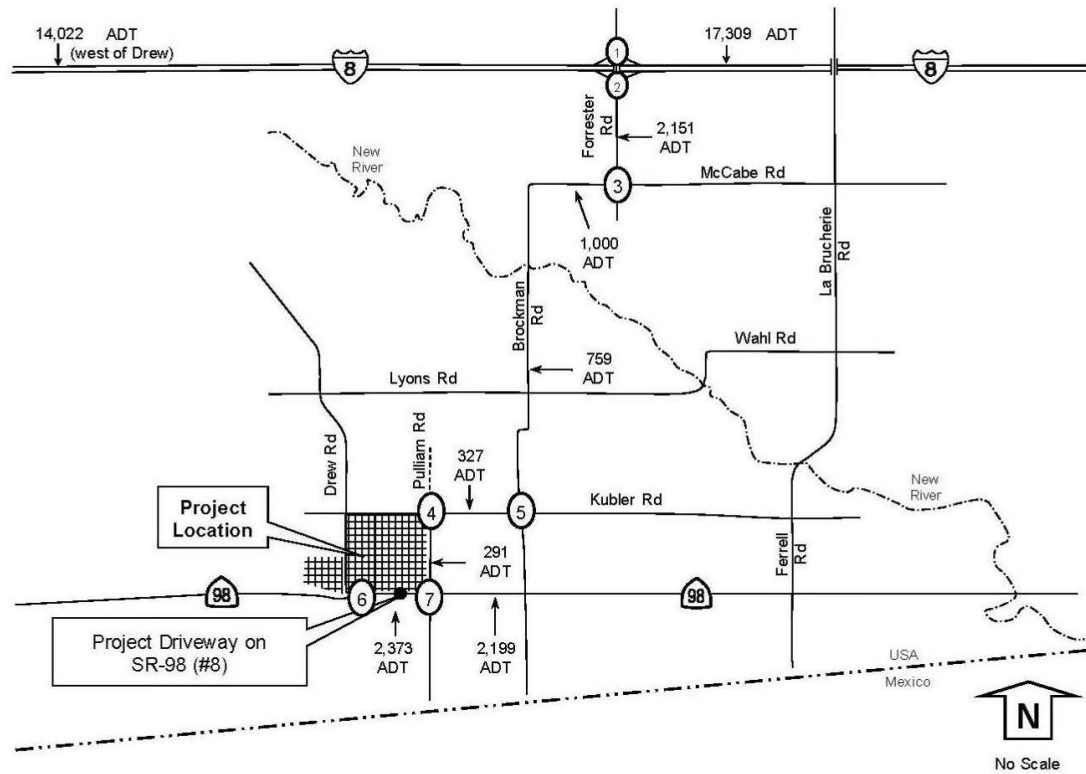 14,022 ADT
(west of Drew)
17,309 ADT
8
8
1
2
Forrester
Rd
2,151
ADT
New
River
3
McCabe Rd
1,000
ADT
La Brucherie
Rd
Brockman
Rd
Wahl Rd
759
ADT
Lyons Rd
Drew Rd
Pulliam Rd
327
ADT
Project
Location
4
5
Kubler Rd
New
River
291
ADT
Ferrell
Rd
98
6
7
98
Project Driveway on
SR-98 (#8)
2,373
ADT
2,199
ADT
USA
Mexico
N
No Scale